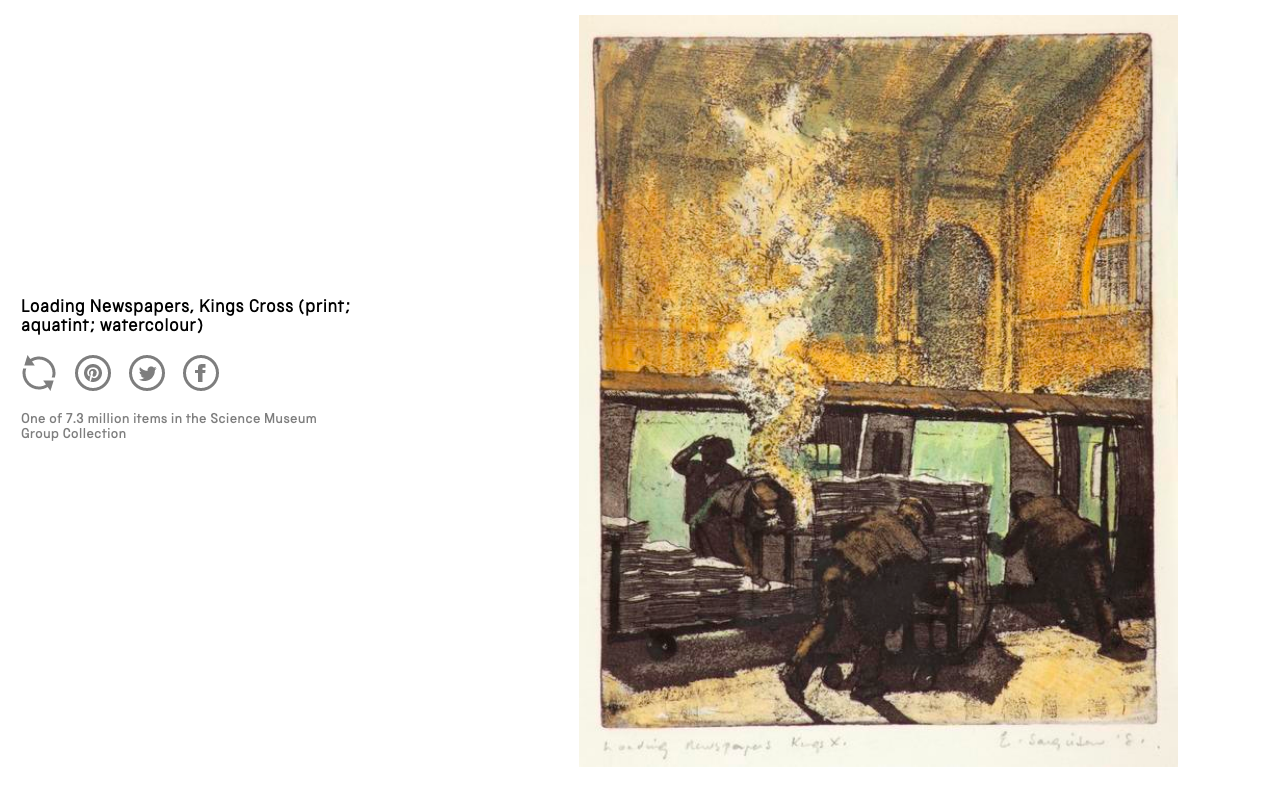 Loading Newspapers, Kings Cross (print;
aquatint; watercolour)
One of 7.3 million items in the Science Museum
Group Collection
Loading Newspapers Kings X.